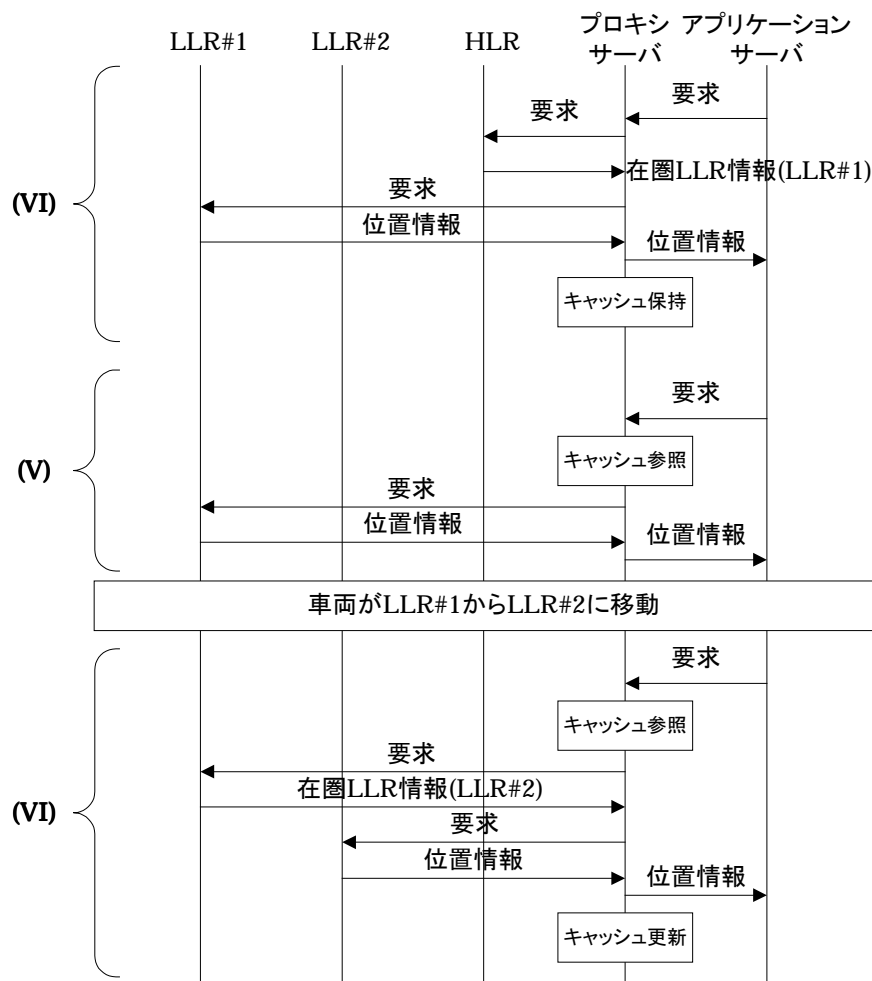 LLR#1
LLR#2
HLR
プロキシ
サーバ
アプリケーション
サーバ
(VI)
要求
要求
在圏LLR情報(LLR#1)
要求
位置情報
位置情報
キャッシュ保持
(V)
要求
キャッシュ参照
要求
位置情報
位置情報
車両がLLR#1からLLR#2に移動
(VI)
要求
キャッシュ参照
要求
在圏LLR情報(LLR#2)
要求
位置情報
位置情報
キャッシュ更新